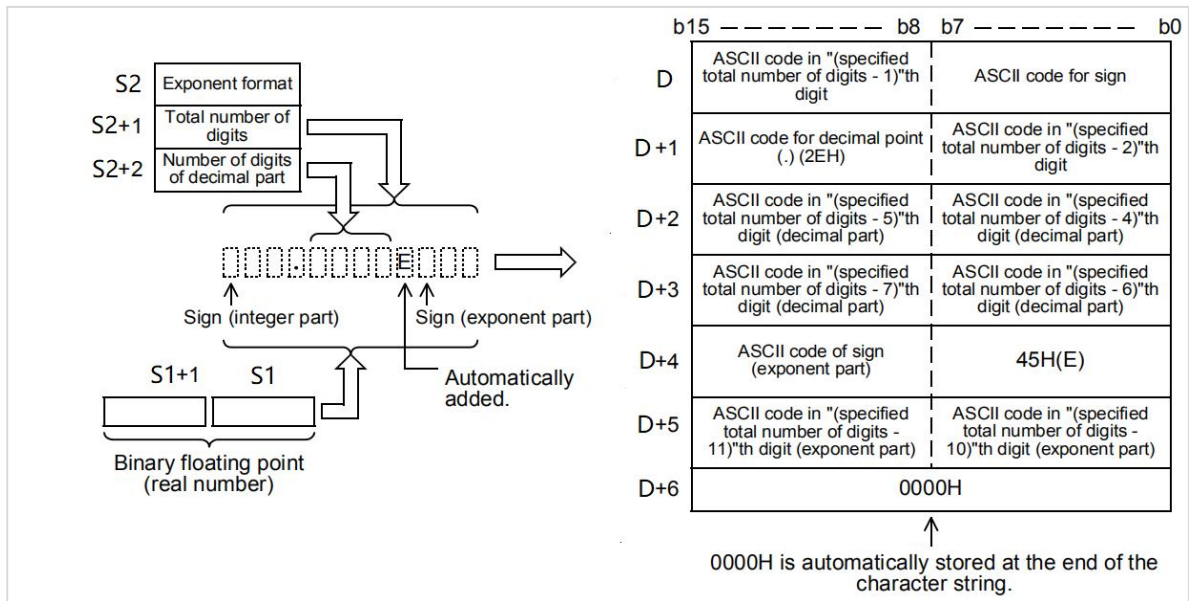 S2
Exponent format
S2+1
Total number of
digits
S2+2
Number of digits
of decimal part
.
E
Sign (integer part)
Sign (exponent part)
Automatically
added.
S1+1
S1
Binary floating point
(real number)
b15
b8
b7
b0
D
ASCII code in "(specified
total number of digits - 1)"th
digit
ASCII code for sign
D+1
ASCII code for decimal point
(.) (2EH)
ASCII code in "(specified
total number of digits - 2)"th
digit
D+2
ASCII code in "(specified
total number of digits - 5)"th
digit (decimal part)
ASCII code in "(specified
total number of digits - 4)"th
digit (decimal part)
D+3
ASCII code in "(specified
total number of digits - 7)"th
digit (decimal part)
ASCII code in "(specified
total number of digits - 6)"th
digit (decimal part)
D+4
ASCII code of sign
(exponent part)
45H(E)
D+5
ASCII code in "(specified
total number of digits -
11)"th digit (exponent part)
ASCII code in "(specified
total number of digits -
10)"th digit (exponent part)
D+6
0000H
0000H is automatically stored at the end of the
character string.